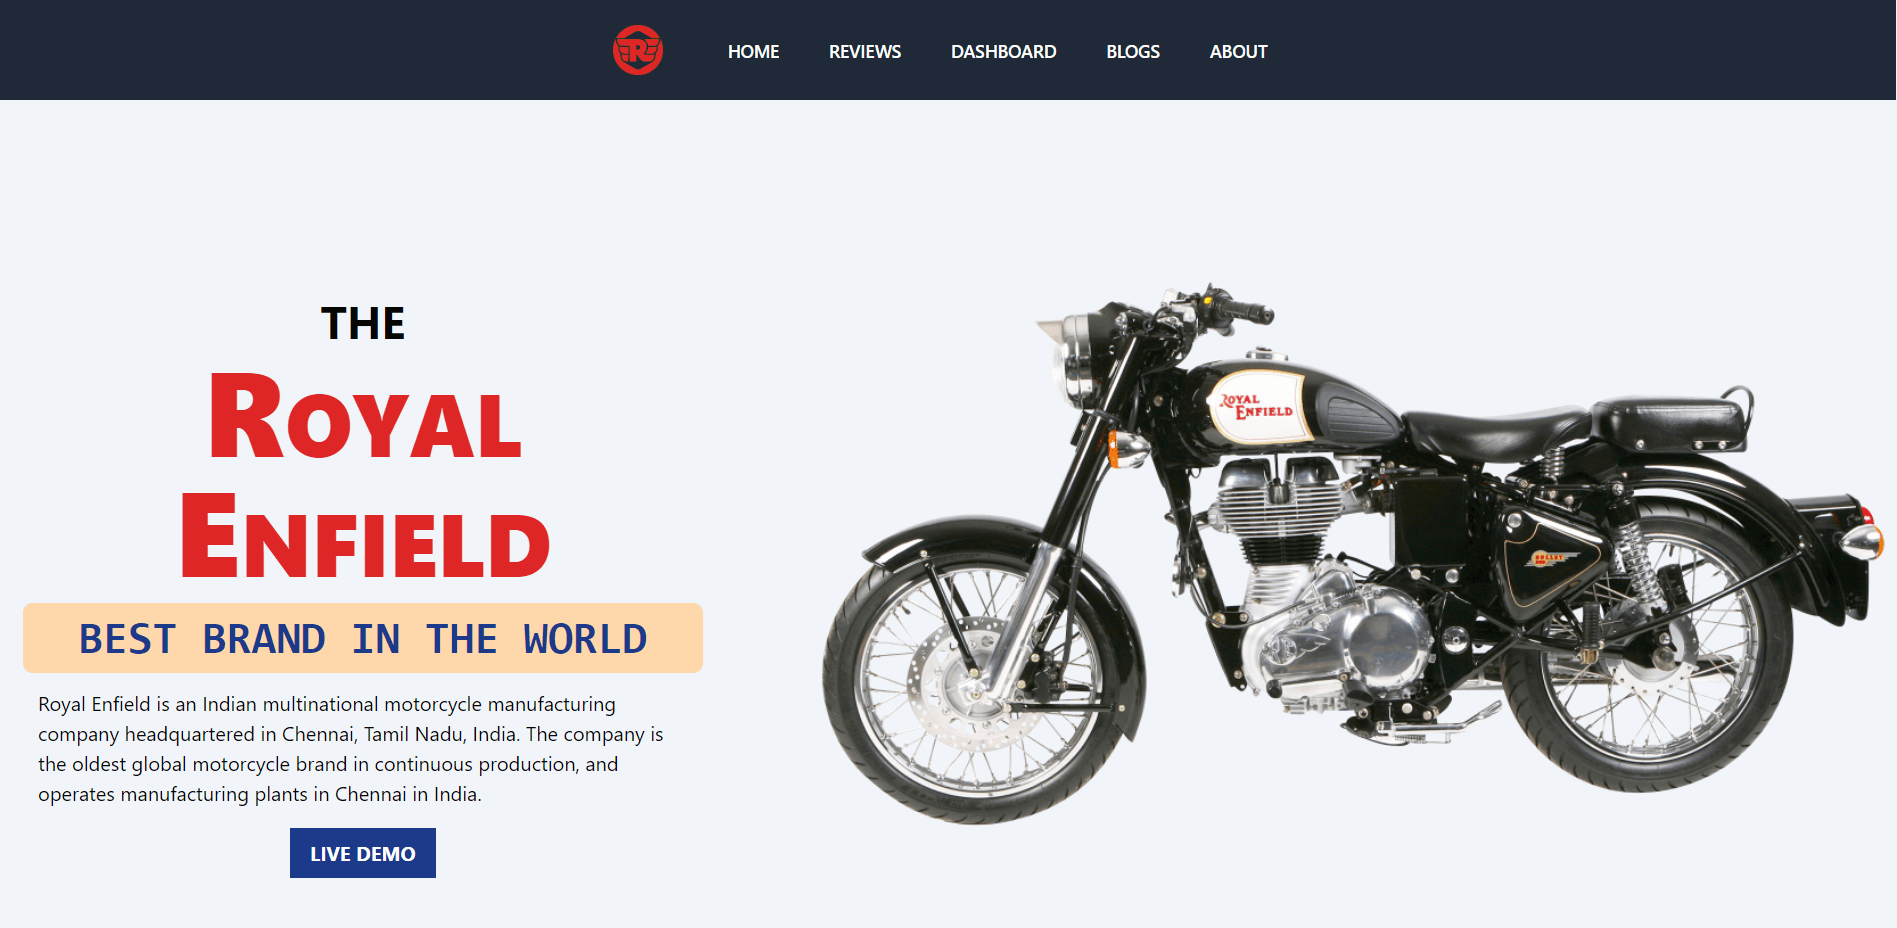 R
HOME REVIEWS DASHBOARD BLOGS ABOUT
THE
ROYAL
ENFIELD
BEST BRAND IN THE WORLD
Royal Enfield is an Indian multinational motorcycle manufacturing
company headquartered in Chennai, Tamil Nadu, India. The company is
the oldest global motorcycle brand in continuous production, and
operates manufacturing plants in Chennai in India.
LIVE DEMO
ROYAL
ENFIELD
BULLET